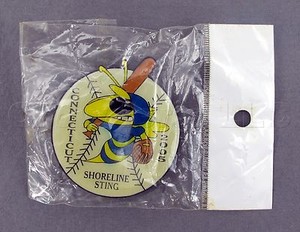 CONNECTICUT
2005
SHORELINE
STING